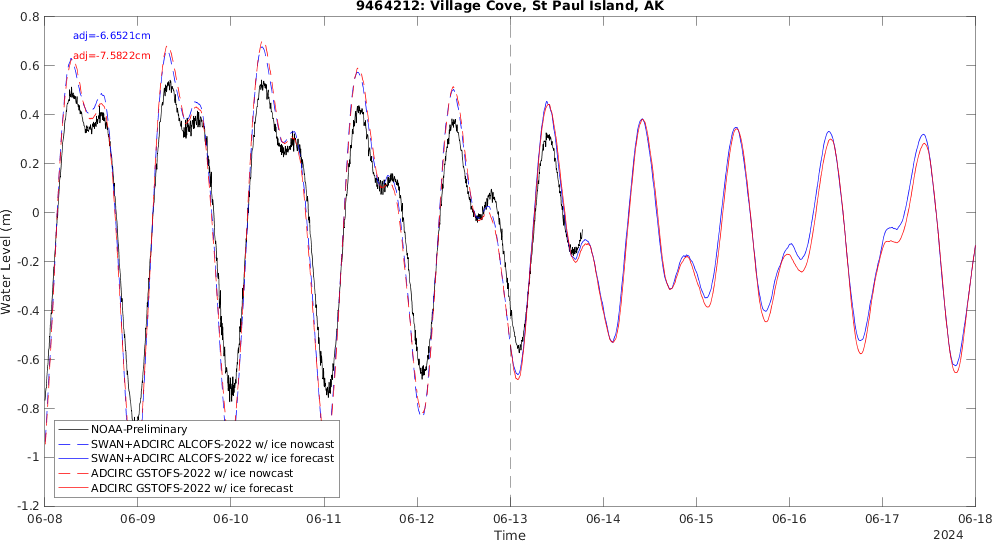 9464212: Village Cove, St Paul Island, AK
adj=-6.6521cm
adj=-7.5822cm
Water Level (m)
0.8
0.6
0.4
0.2
0
-0.2
-0.4
-0.6
-0.8
-1
-1.2
NOAA-Preliminary
SWAN+ADCIRC ALCOFS-2022 w/ ice nowcast
SWAN+ADCIRC ALCOFS-2022 w/ ice forecast
ADCIRC GSTOFS-2022 w/ ice nowcast
ADCIRC GSTOFS-2022 w/ ice forecast
06-08 06-09 06-10 06-11 06-12 06-13 06-14 06-15 06-16 06-17 06-18
Time
2024